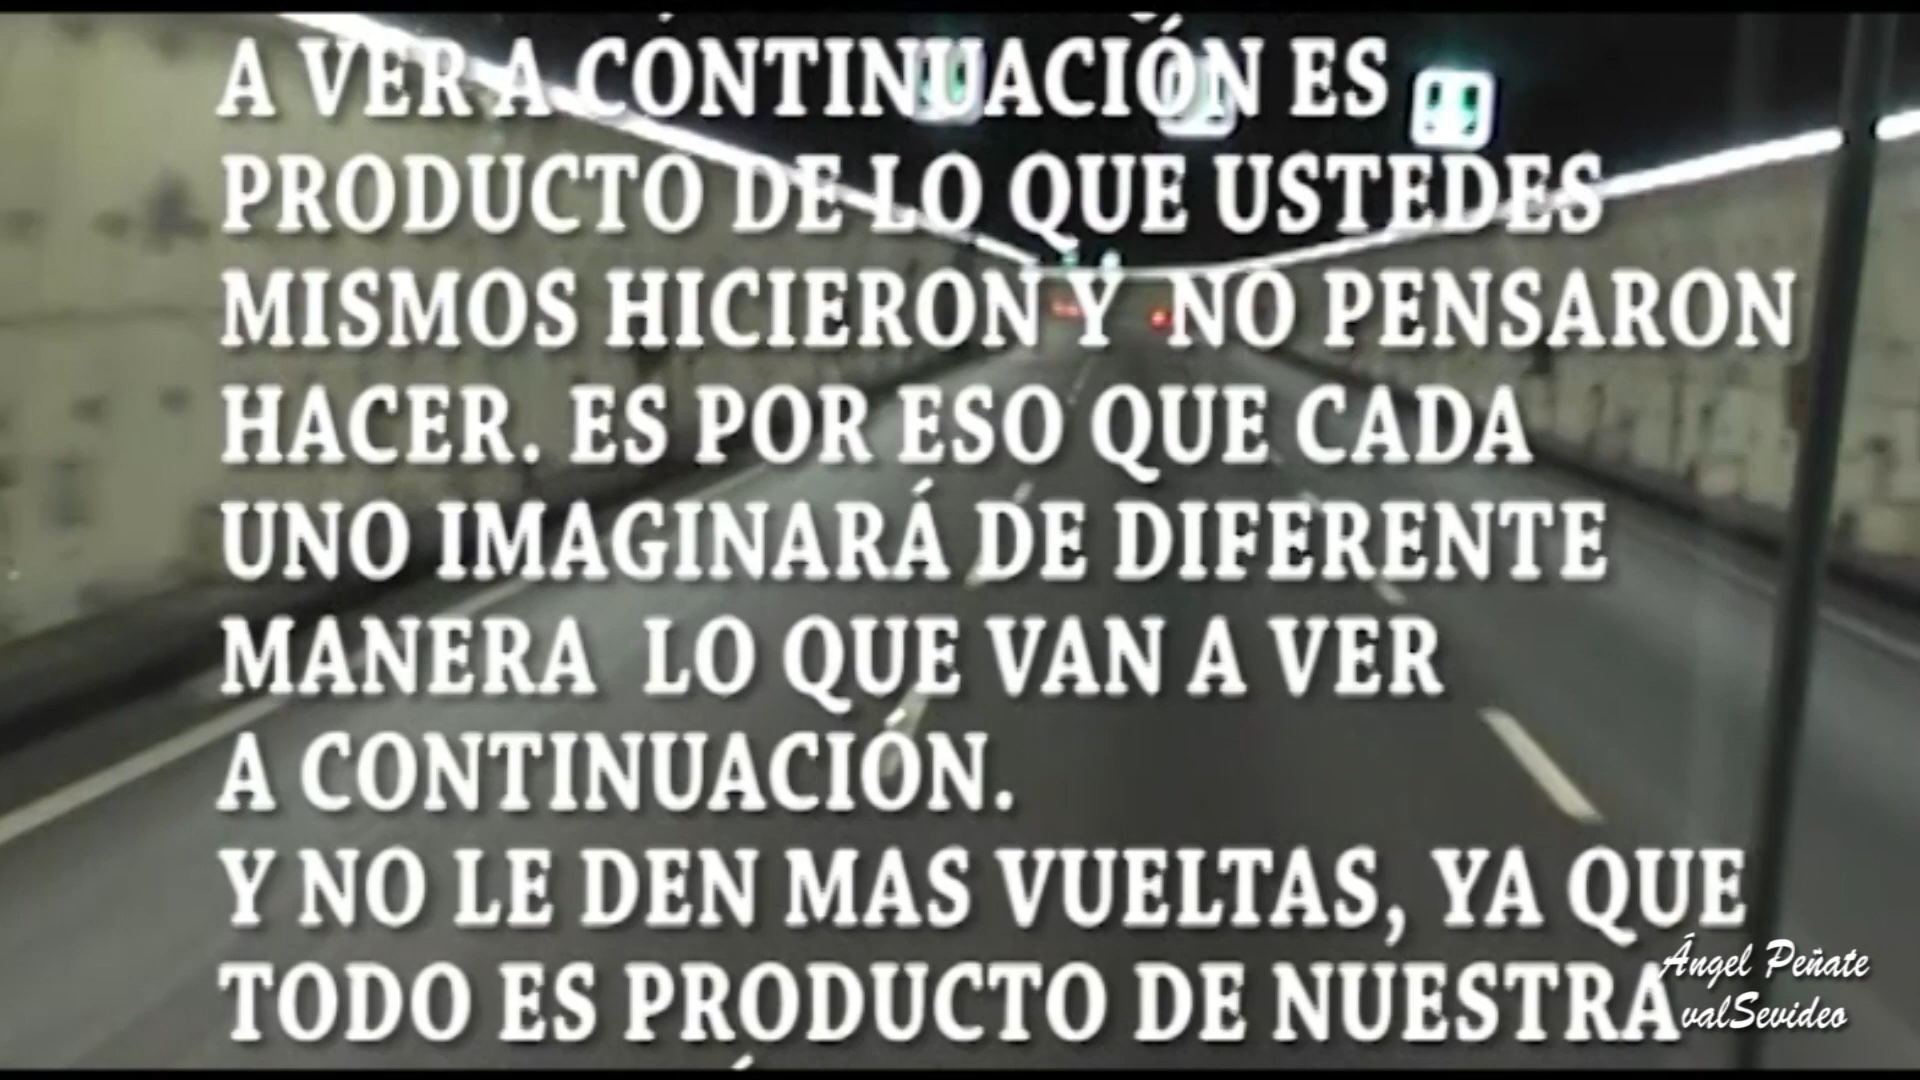 A VER A CONTINUACIÓN ES
PRODUCTO DE LO QUE USTEDES
MISMOS HICIERON Y  NO PENSARON
HACER. ES POR ESO QUE CADA
UNO IMAGINARÁ DE DIFERENTE
MANERA  LO QUE VAN A VER
A CONTINUACIÓN.
Y NO LE DEN MAS VUELTAS, YA QUE
TODO ES PRODUCTO DE NUESTRA
Ángel Peñate
valSevideo